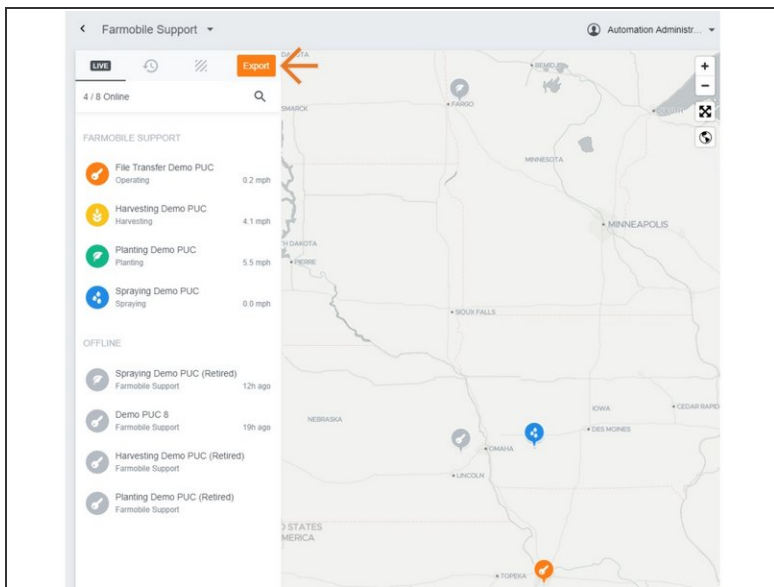 Farmobile Support
Automation Administr...
LIVE
Export
4 / 8 Online
FARMOBILE SUPPORT
File Transfer Demo PUC
Operating
0.2 mph
Harvesting Demo PUC
Harvesting
4.1 mph
Planting Demo PUC
Planting
5.5 mph
Spraying Demo PUC
Spraying
0.0 mph
OFFLINE
Spraying Demo PUC (Retired)
Farmobile Support
12h ago
Demo PUC 8
Farmobile Support
19h ago
Harvesting Demo PUC (Retired)
Farmobile Support
Planting Demo PUC (Retired)
Farmobile Support
FARGO
SMARCK
MINNESOTA
MINNEAPOLIS
H DAKOTA
PIERRE
SIOUX FALLS
IOWA
CEDAR RAPID
NEBRASKA
DES MOINES
OMAHA
LINCOLN
STATES
MERICA
TOPEKA
+
−